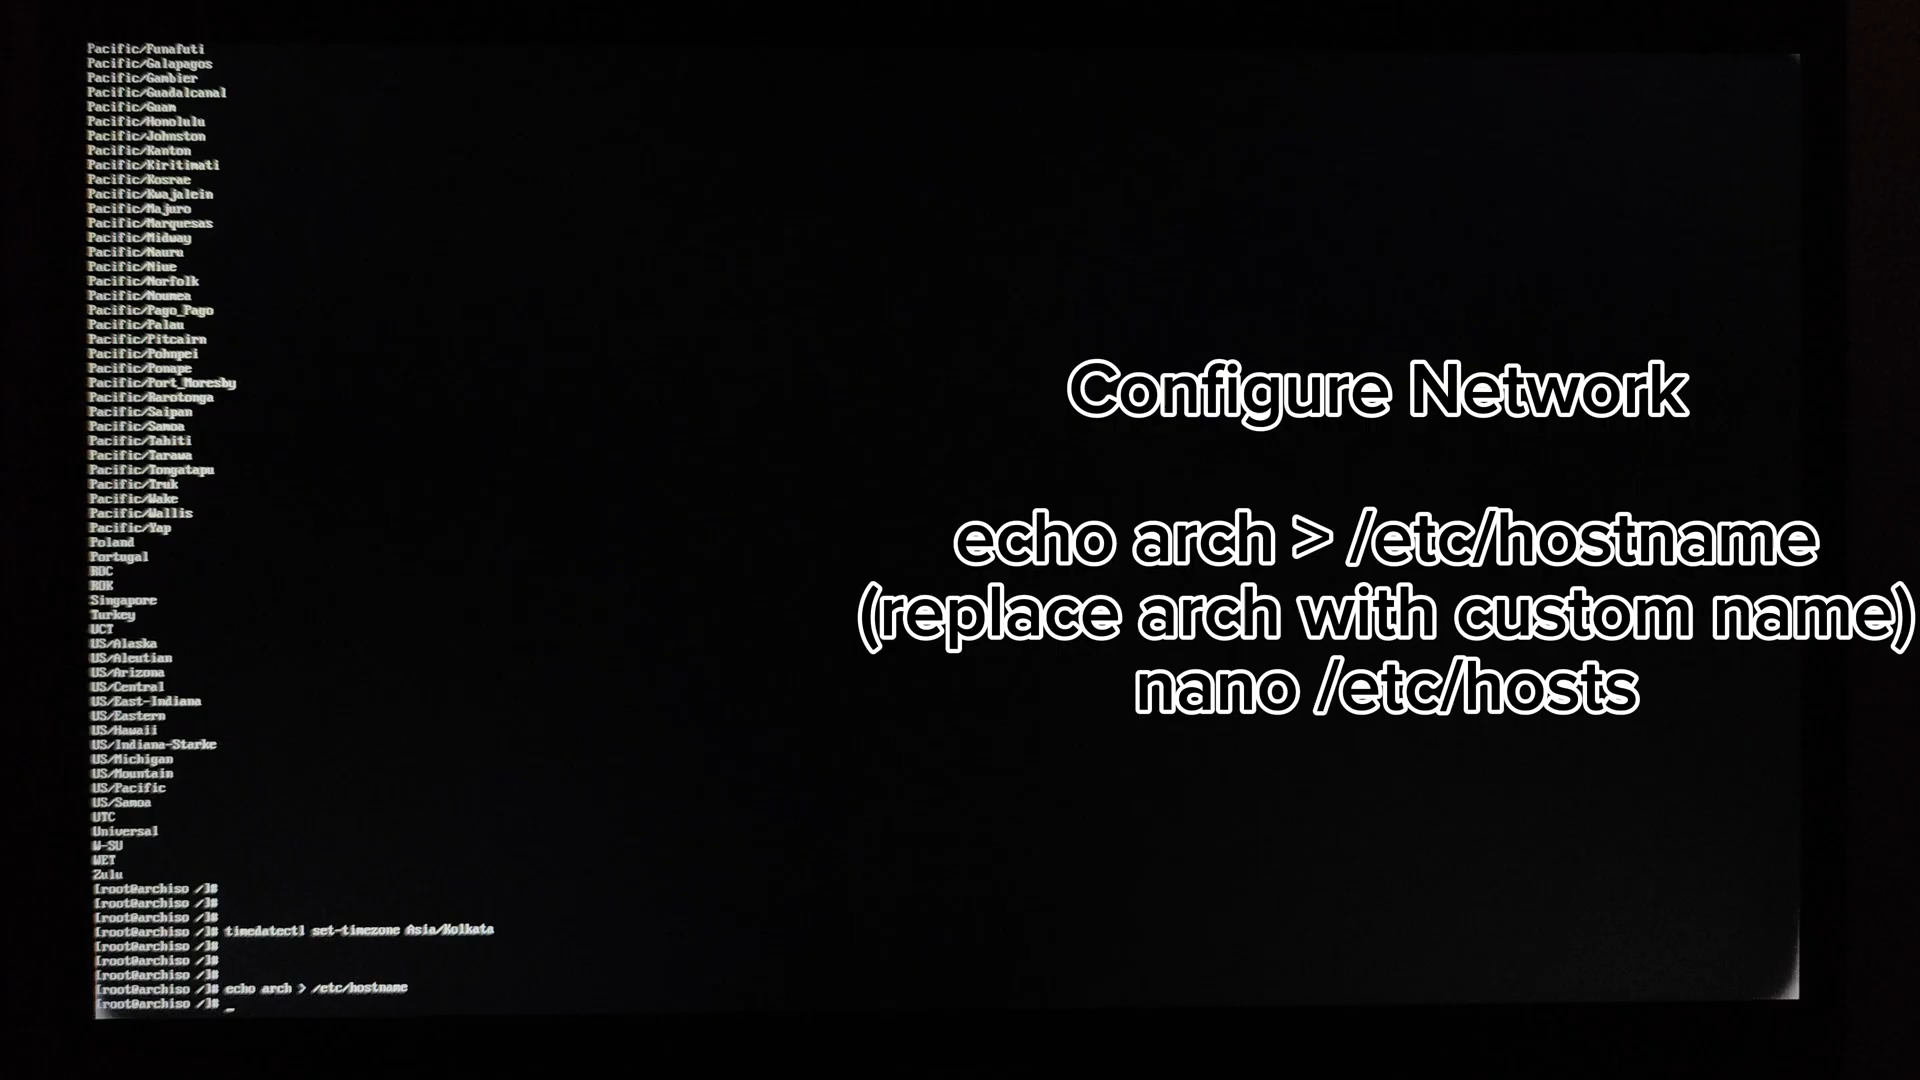 Pacific/Funafuti
Pacific/Galapagos
Pacific/Gambier
Pacific/Guadalcanal
Pacific/Guam
Pacific/Honolulu
Pacific/Johnston
Pacific/Kanton
Pacific/Kiritimati
Pacific/Kosrae
Pacific/Kwajalein
Pacific/Majuro
Pacific/Marquesas
Pacific/Midway
Pacific/Nauru
Pacific/Niue
Pacific/Norfolk
Pacific/Noumea
Pacific/Pago_Pago
Pacific/Palau
Pacific/Pitcairn
Pacific/Pohnpei
Pacific/Ponape
Pacific/Port_Moresby
Pacific/Rarotonga
Pacific/Saipan
Pacific/Samoa
Pacific/Tahiti
Pacific/Tarawa
Pacific/Tongatapu
Pacific/Truk
Pacific/Wake
Pacific/Wallis
Pacific/Yap
Poland
Portugal
ROC
ROK
Singapore
Turkey
UCT
US/Alaska
US/Aleutian
US/Arizona
US/Central
US/East-Indiana
US/Eastern
US/Hawaii
US/Indiana-Starke
US/Michigan
US/Mountain
US/Pacific
US/Samoa
UTC
Universal
W-SU
WET
Zulu
[root@archiso /]#
[root@archiso /]#
[root@archiso /]#
[root@archiso /]# timedatectl set-timezone Asia/Kolkata
[root@archiso /]#
[root@archiso /]#
[root@archiso /]#
[root@archiso /]# echo arch > /etc/hostname
[root@archiso /]# _
Configure Network
echo arch > /etc/hostname
(replace arch with custom name)
nano /etc/hosts